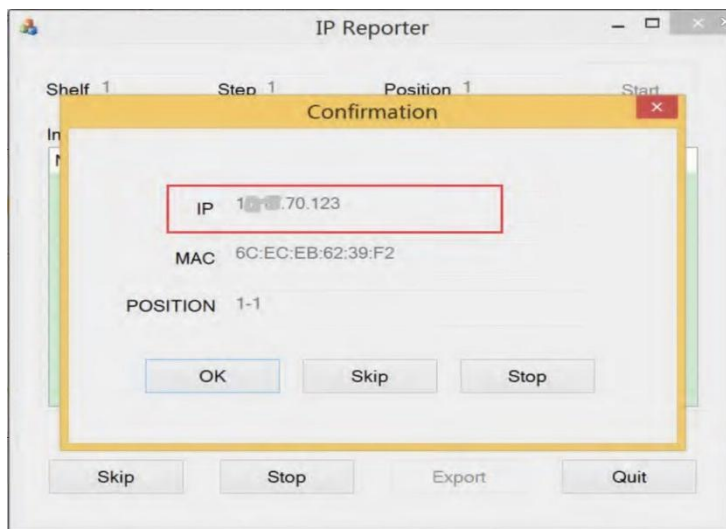 IP Reporter
Shelf 1 Step 1 Position 1 Start
Confirmation
In
IP .70.123
MAC 6C:EC:EB:62:39:F2
POSITION 1-1
OK Skip Stop
Skip Stop Export Quit